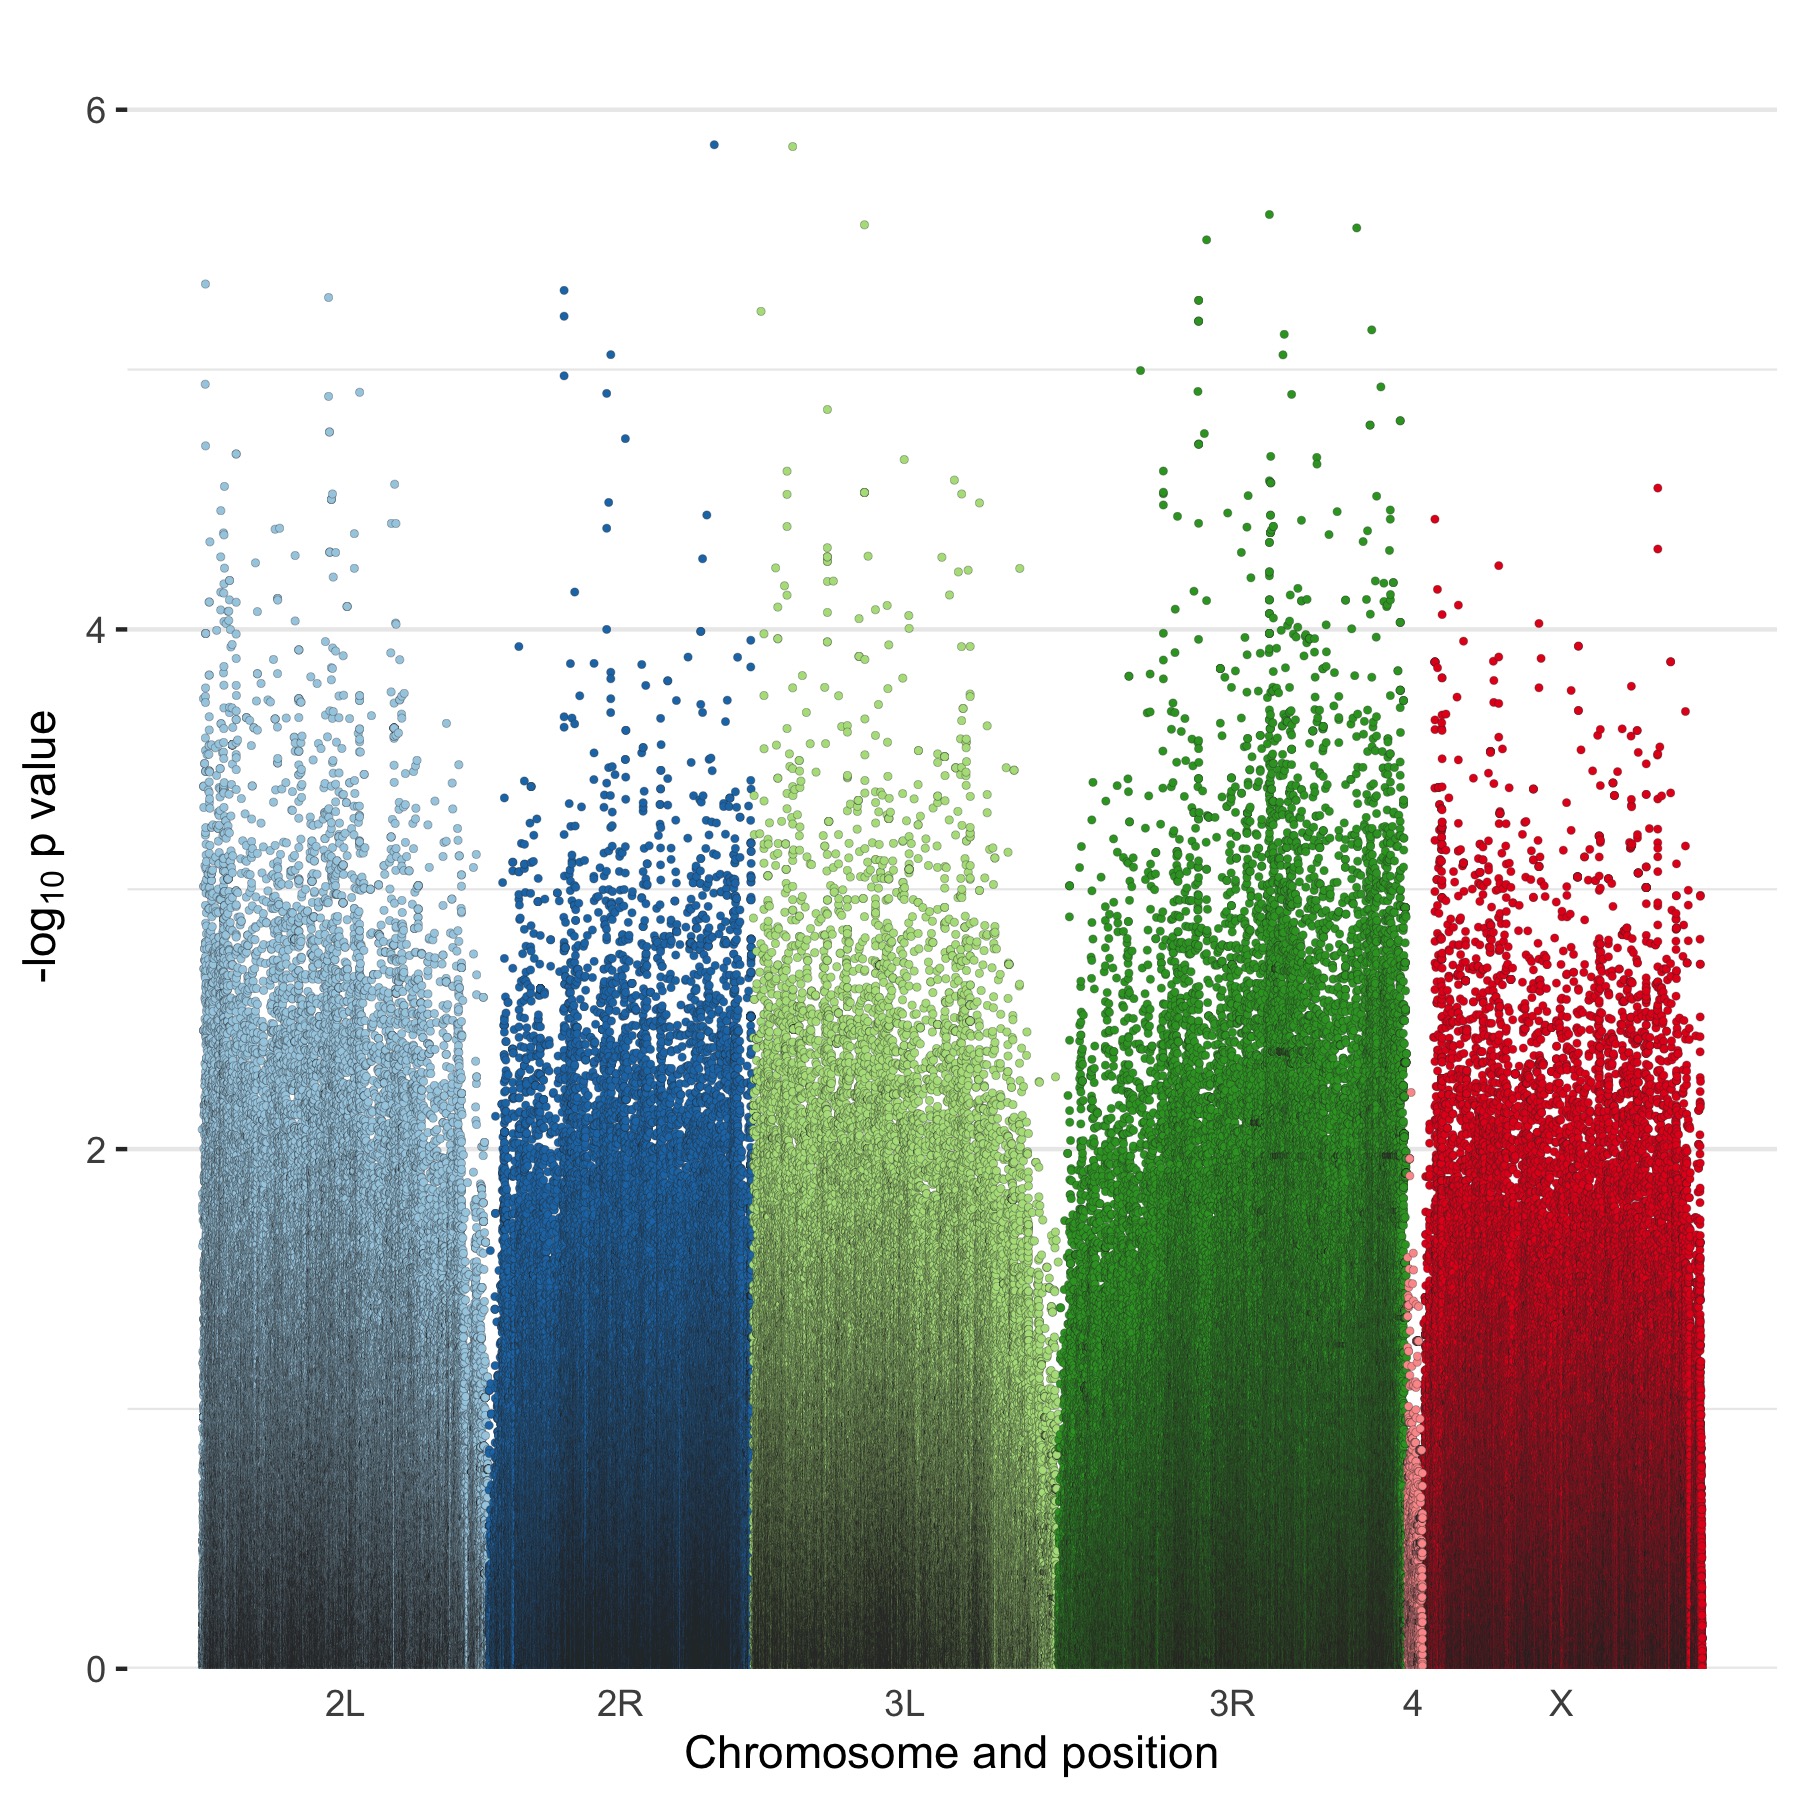 6
4
2
0
-log₁₀ p value
2L 2R 3L 3R 4 X
Chromosome and position